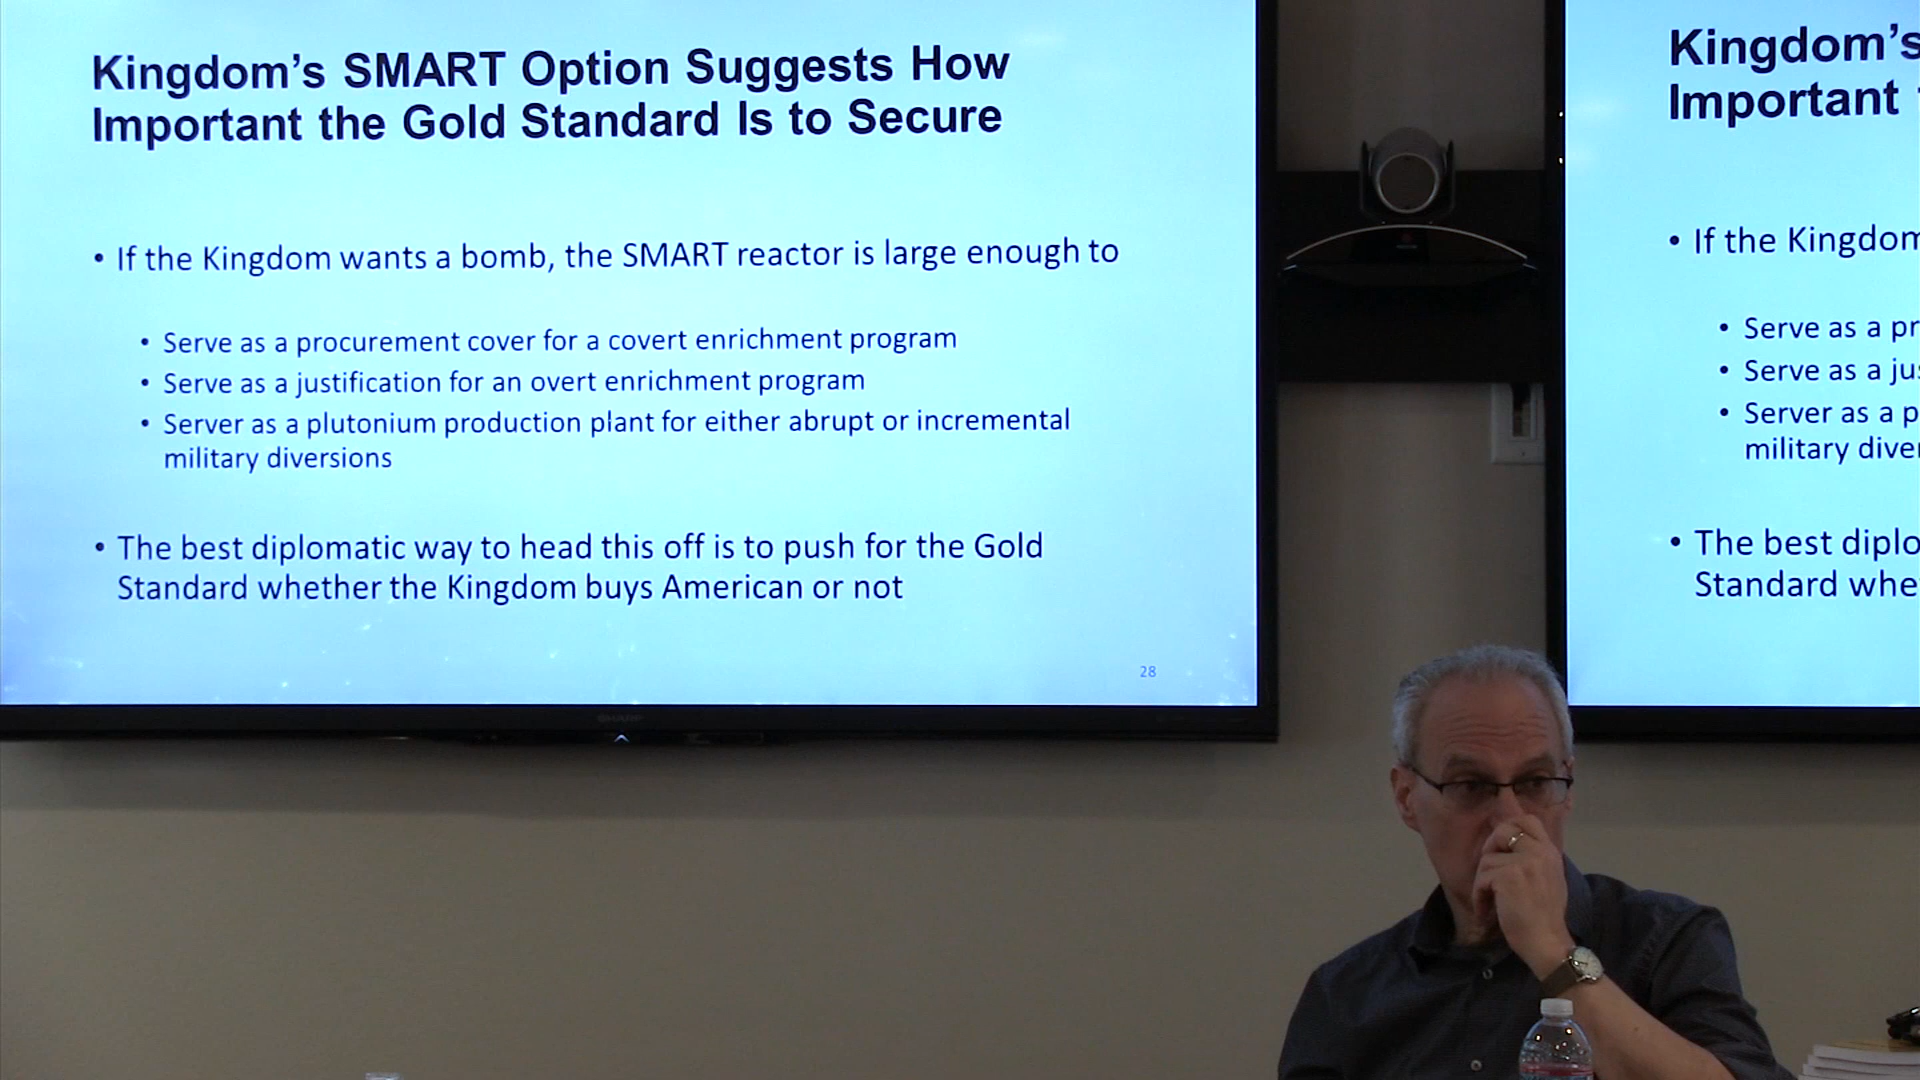 Kingdom's SMART Option Suggests How
Important the Gold Standard Is to Secure
• If the Kingdom wants a bomb, the SMART reactor is large enough to
• Serve as a procurement cover for a covert enrichment program
• Serve as a justification for an overt enrichment program
• Server as a plutonium production plant for either abrupt or incremental
military diversions
• The best diplomatic way to head this off is to push for the Gold
Standard whether the Kingdom buys American or not
28
SHARP
Kingdom's
Important
• If the Kingdom
• Serve as a pr
• Serve as a jus
• Server as a p
military diver
• The best diplo
Standard whe